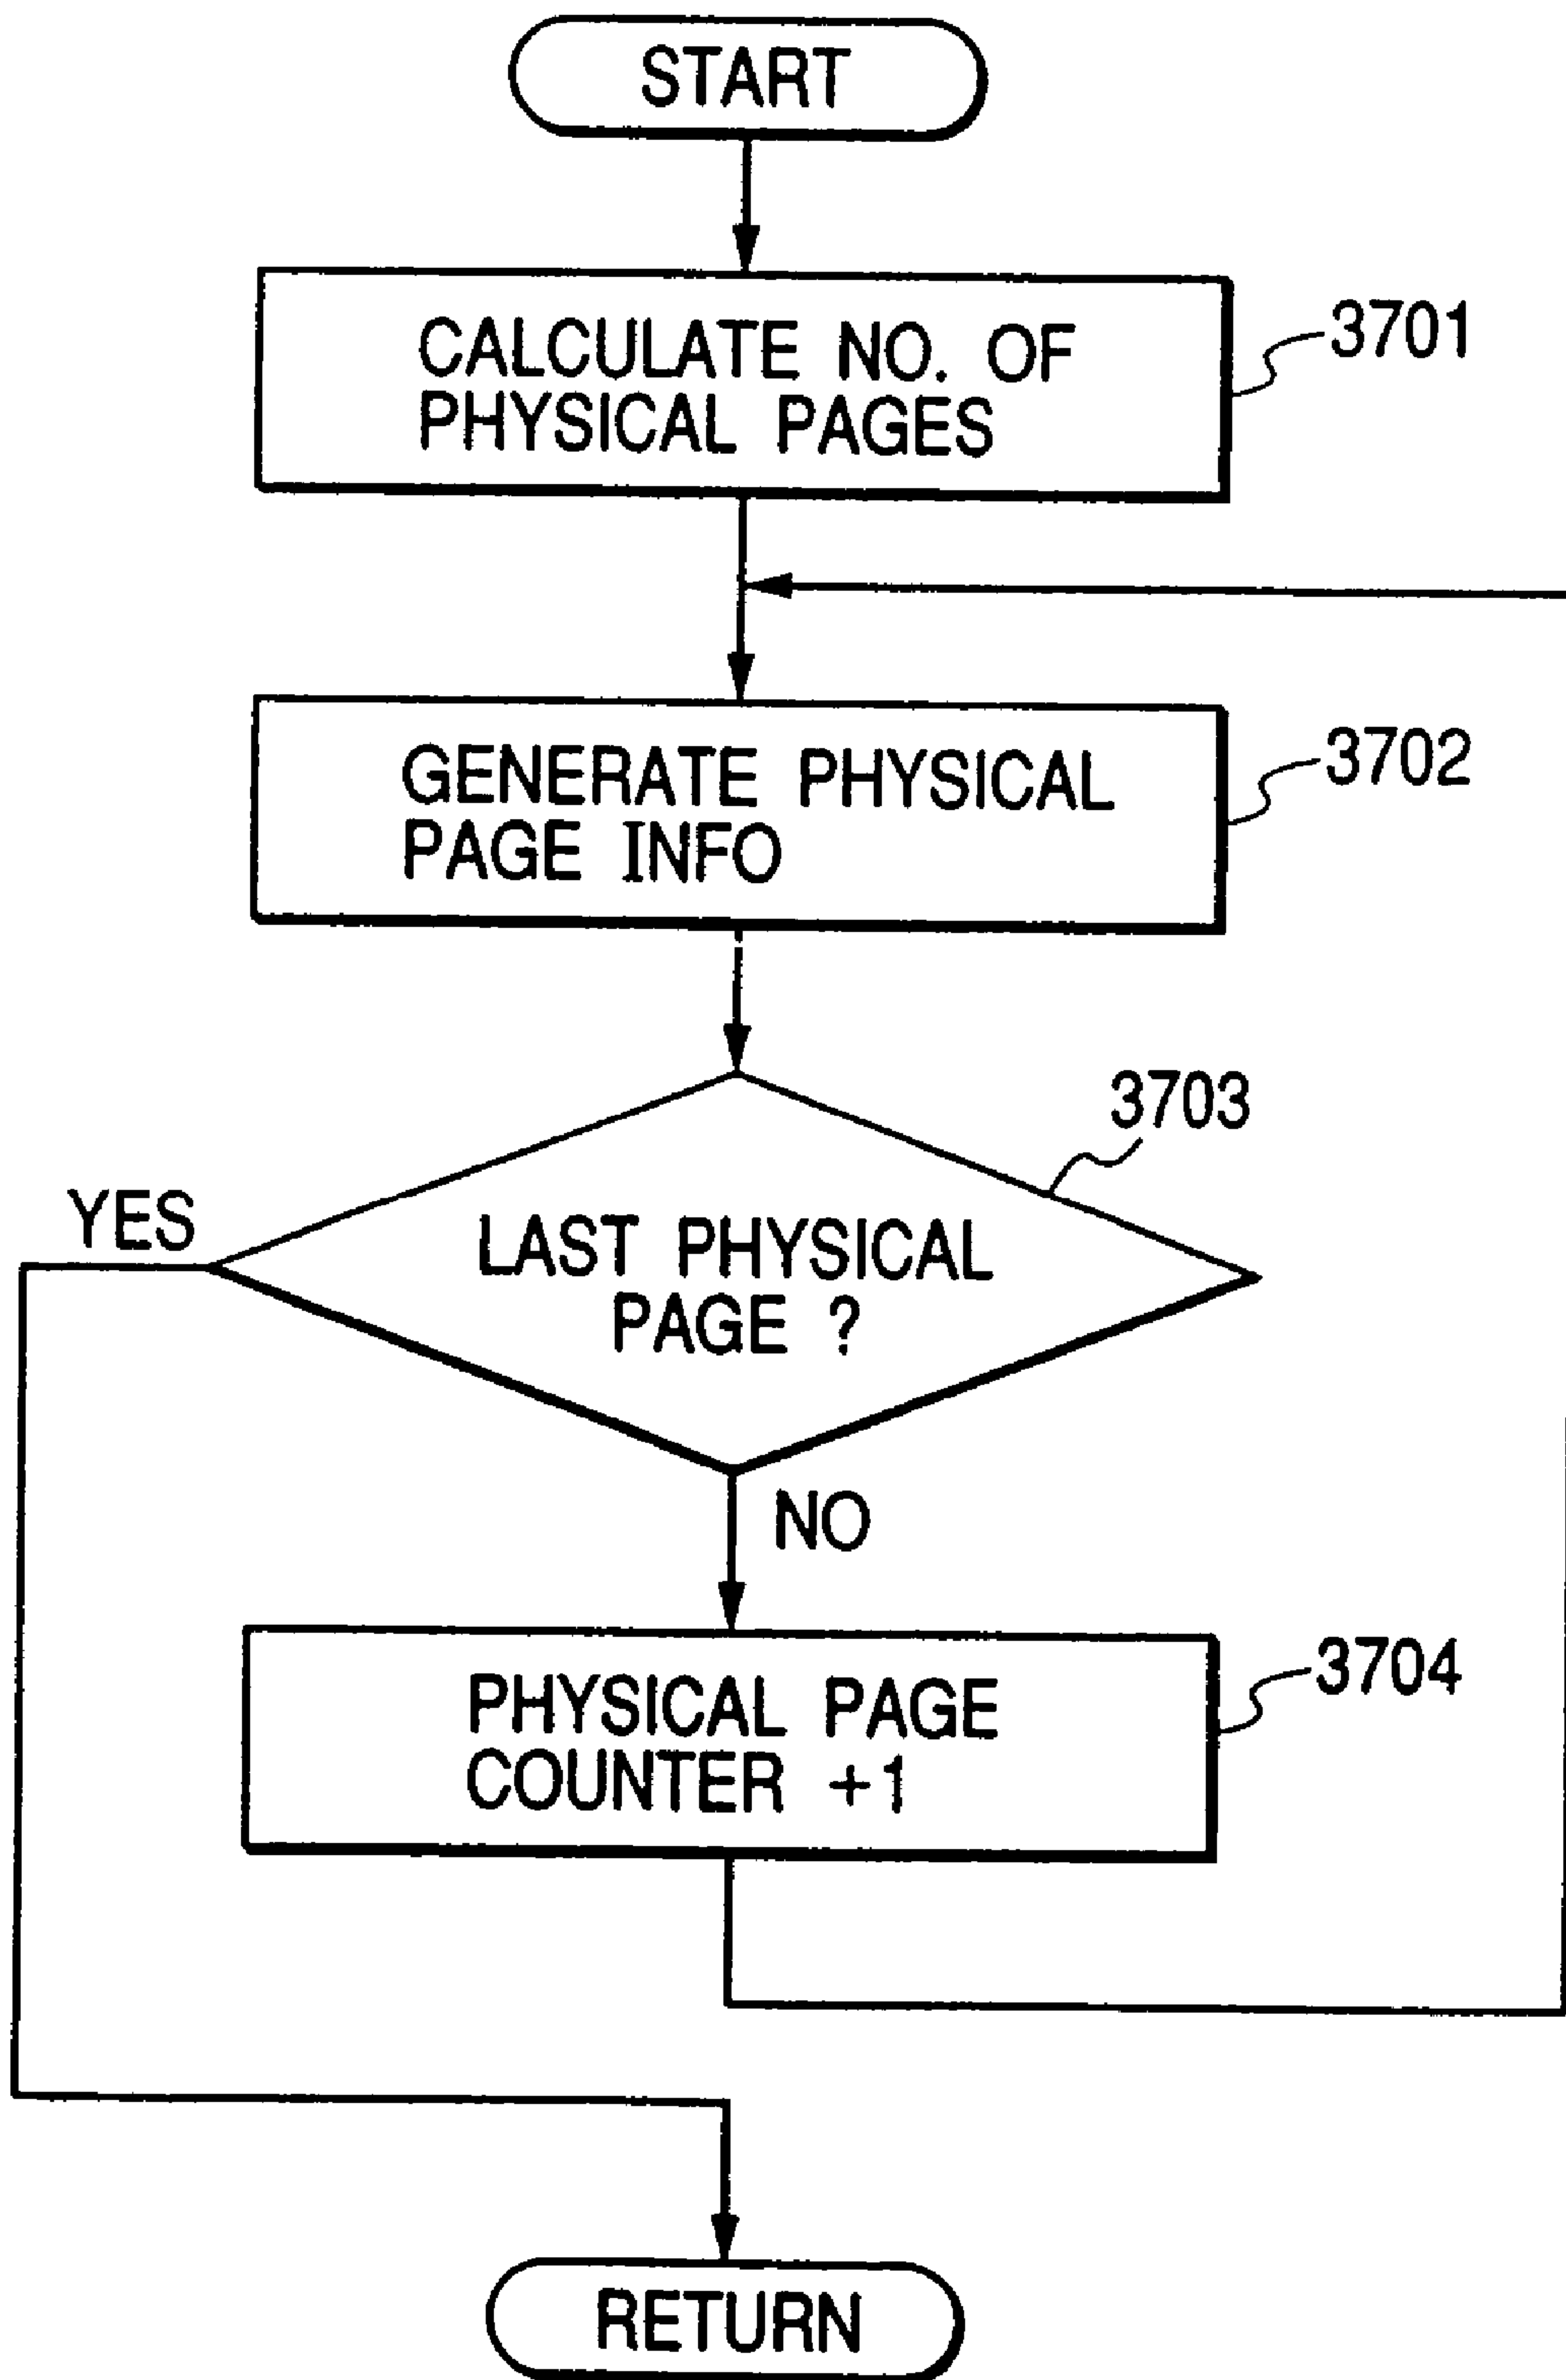 START
CALCULATE NO. OF
PHYSICAL PAGES
3701
GENERATE PHYSICAL
PAGE INFO
3702
3703
YES
LAST PHYSICAL
PAGE ?
NO
PHYSICAL PAGE
COUNTER +1
3704
RETURN